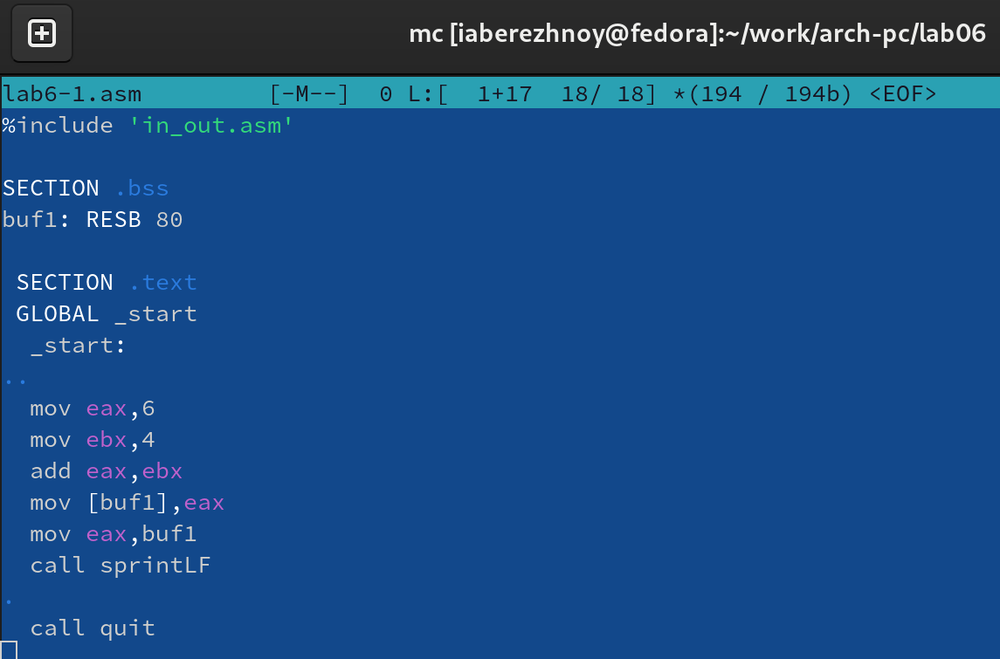 mc [iaberezhnoy@fedora]:~/work/arch-pc/lab06
lab6-1.asm [-M--] 0 L:[ 1+17 18/ 18] *(194 / 194b) <EOF>
%include 'in_out.asm'
SECTION .bss
buf1: RESB 80
SECTION .text
GLOBAL _start
_start:
..
mov eax,6
mov ebx,4
add eax,ebx
mov [buf1],eax
mov eax,buf1
call sprintLF
.
call quit